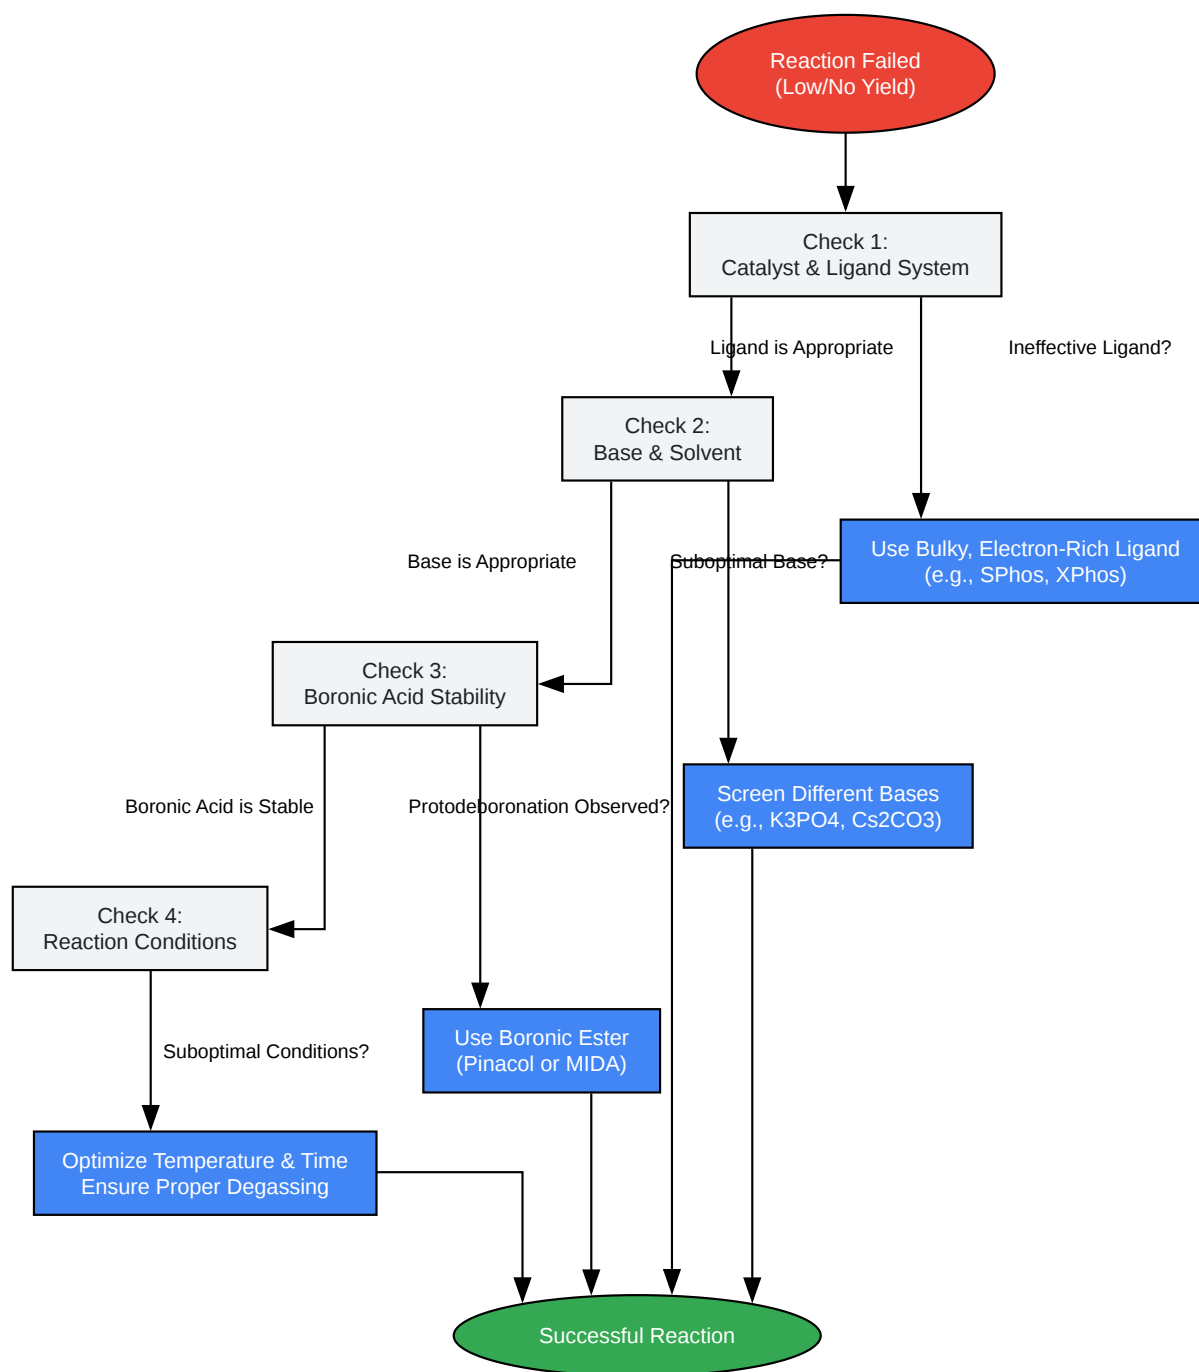 Reaction Failed
(Low/No Yield)
Check 1:
Catalyst & Ligand System
Ligand is Appropriate
Ineffective Ligand?
Check 2:
Base & Solvent
Base is Appropriate
Suboptimal Base?
Use Bulky, Electron-Rich Ligand
(e.g., SPhos, XPhos)
Check 3:
Boronic Acid Stability
Boronic Acid is Stable
Protodeboronation Observed?
Screen Different Bases
(e.g., K3PO4, Cs2CO3)
Check 4:
Reaction Conditions
Suboptimal Conditions?
Use Boronic Ester
(Pinacol or MIDA)
Optimize Temperature & Time
Ensure Proper Degassing
Successful Reaction